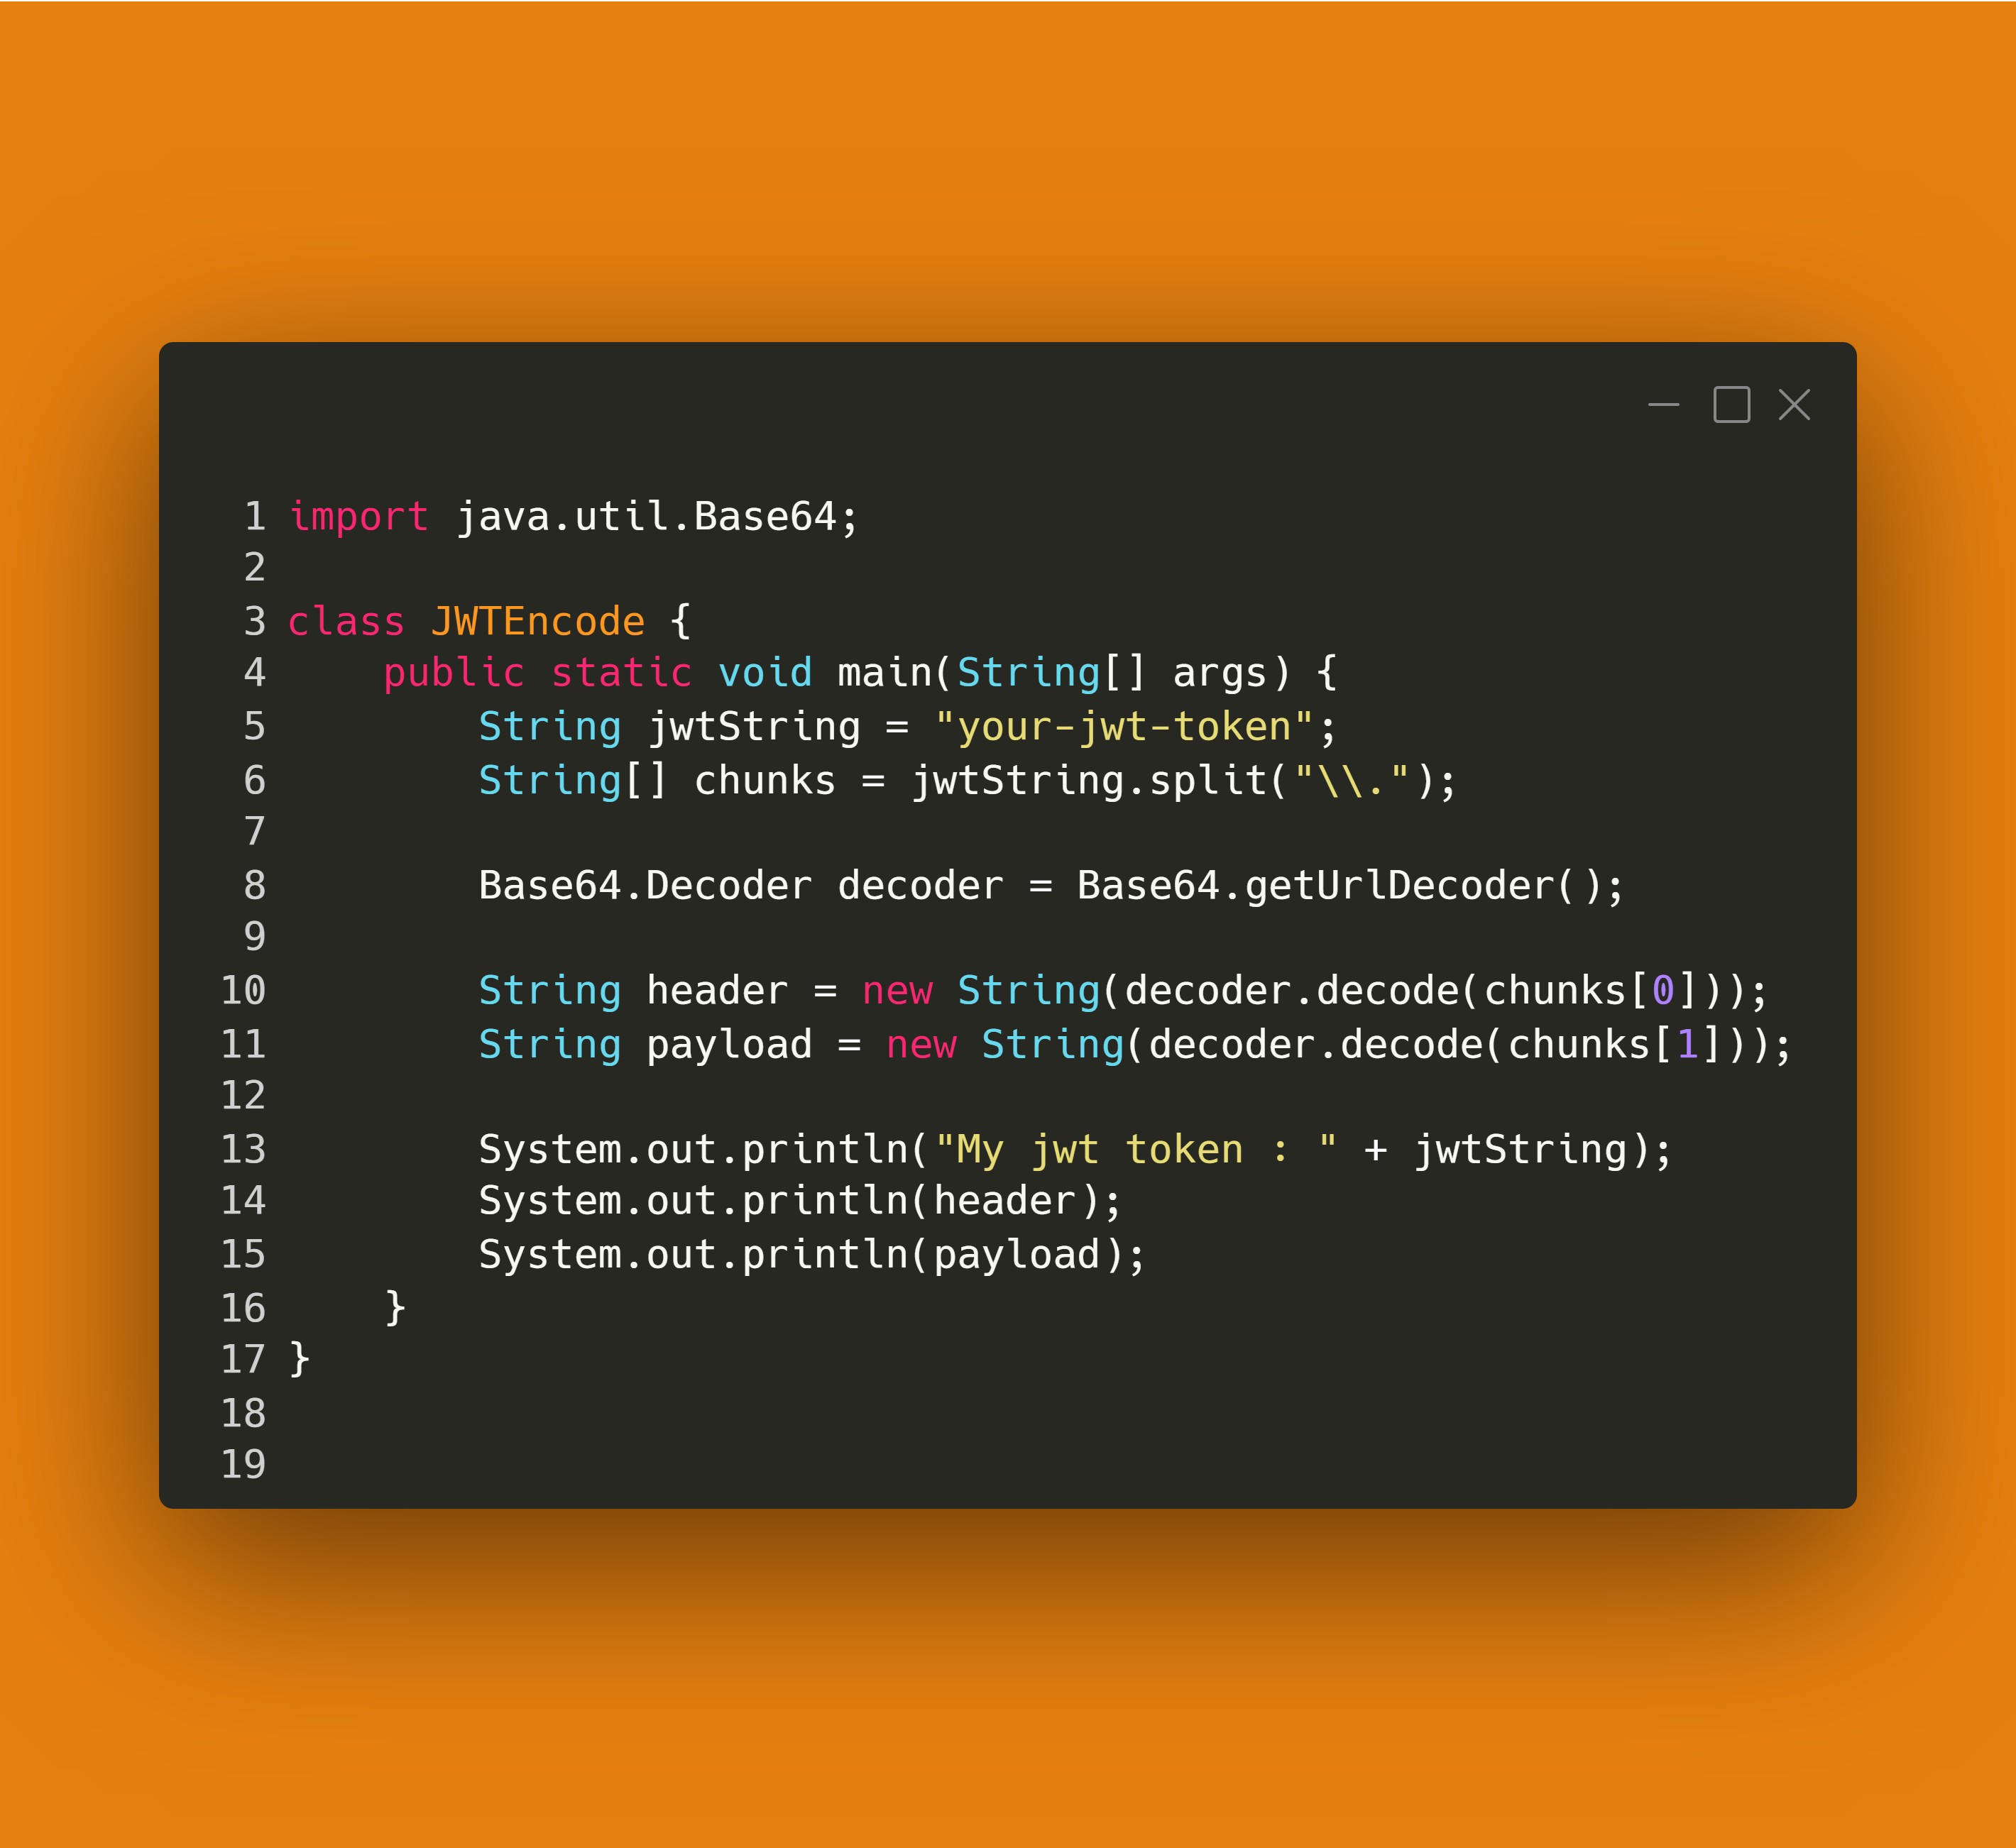 1 import java.util.Base64;
2
3 class JWTEncode {
4     public static void main(String[] args) {
5         String jwtString = "your-jwt-token";
6         String[] chunks = jwtString.split("\\.");
7
8         Base64.Decoder decoder = Base64.getUrlDecoder();
9
10         String header = new String(decoder.decode(chunks[0]));
11         String payload = new String(decoder.decode(chunks[1]));
12
13         System.out.println("My jwt token : " + jwtString);
14         System.out.println(header);
15         System.out.println(payload);
16     }
17 }
18
19